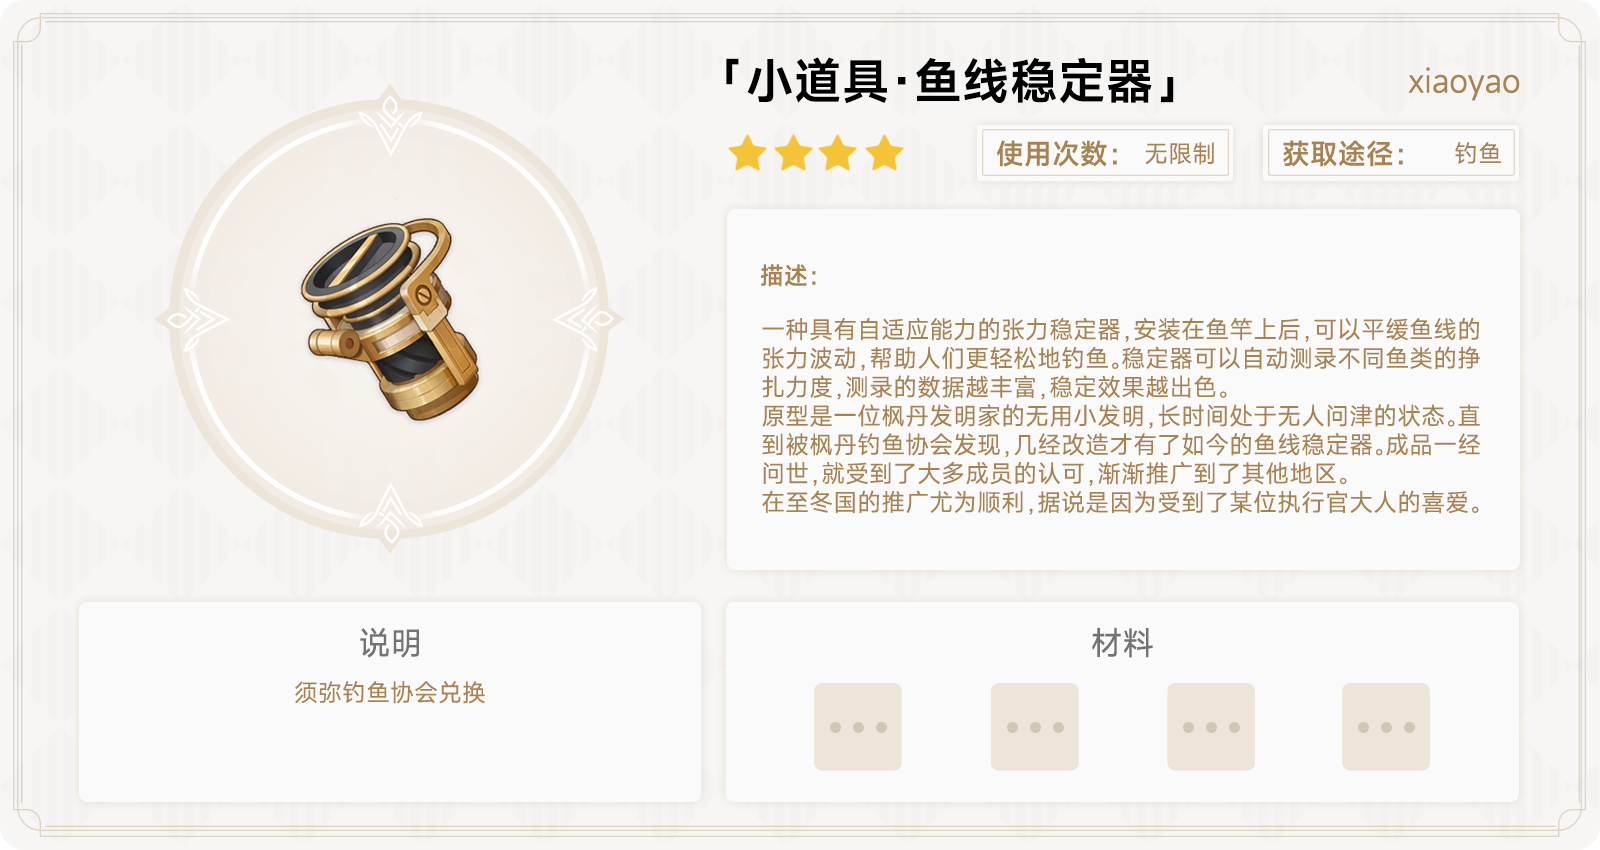 「小道具·鱼线稳定器」
xiaoyao
使用次数： 无限制
获取途径： 钓鱼
描述：
一种具有自适应能力的张力稳定器，安装在鱼竿上后，可以平缓鱼线的
张力波动，帮助人们更轻松地钓鱼。稳定器可以自动测录不同鱼类的挣
扎力度，测录的数据越丰富，稳定效果越出色。
原型是一位枫丹发明家的无用小发明，长时间处于无人问津的状态。直
到被枫丹钓鱼协会发现，几经改造才有了如今的鱼线稳定器。成品一经
问世，就受到了大多成员的认可，渐渐推广到了其他地区。
在至冬国的推广尤为顺利，据说是因为受到了某位执行官大人的喜爱。
说明
须弥钓鱼协会兑换
材料